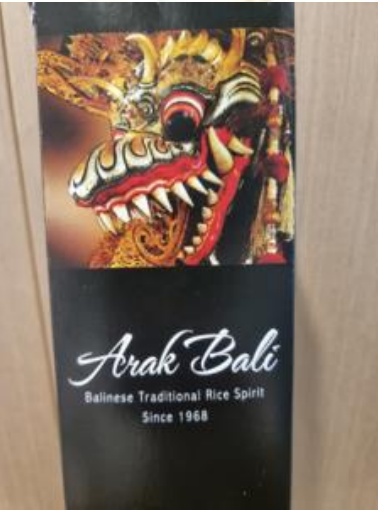 Arak Bali
Balinese Traditional Rice Spirit
Since 1968